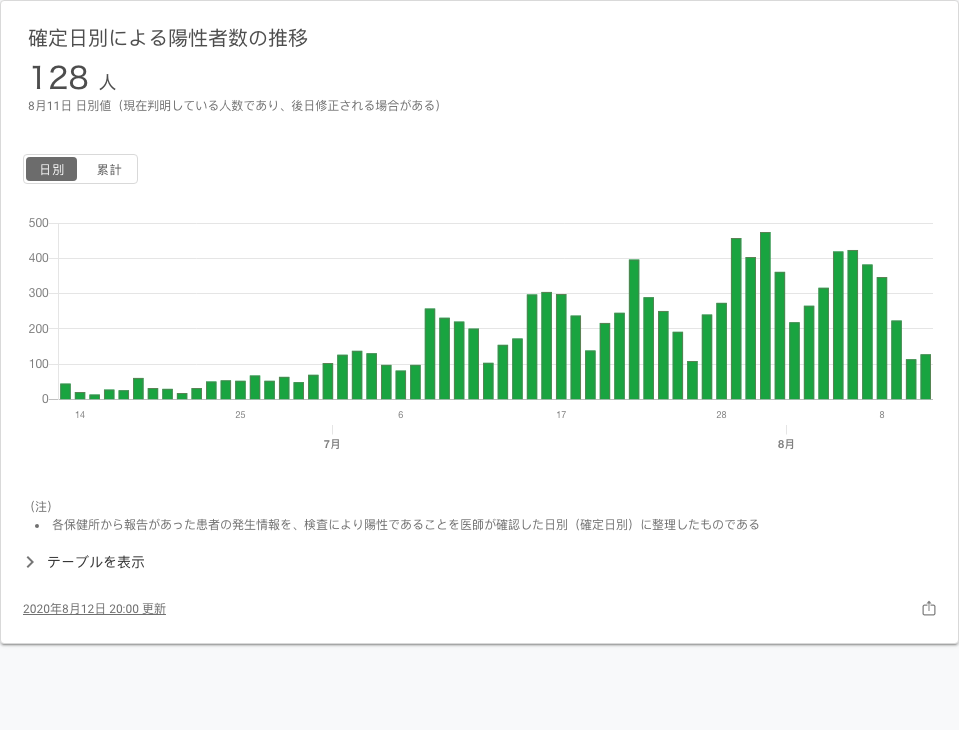 確定日別による陽性者数の推移
128 人
8月11日 日別値（現在判明している人数であり、後日修正される場合がある）
日別 累計
500
400
300
200
100
0
14 25 6 17 28 8
7月 8月
（注）
• 各保健所から報告があった患者の発生情報を、検査により陽性であることを医師が確認した日別（確定日別）に整理したものである
テーブルを表示
2020年8月12日 20:00 更新